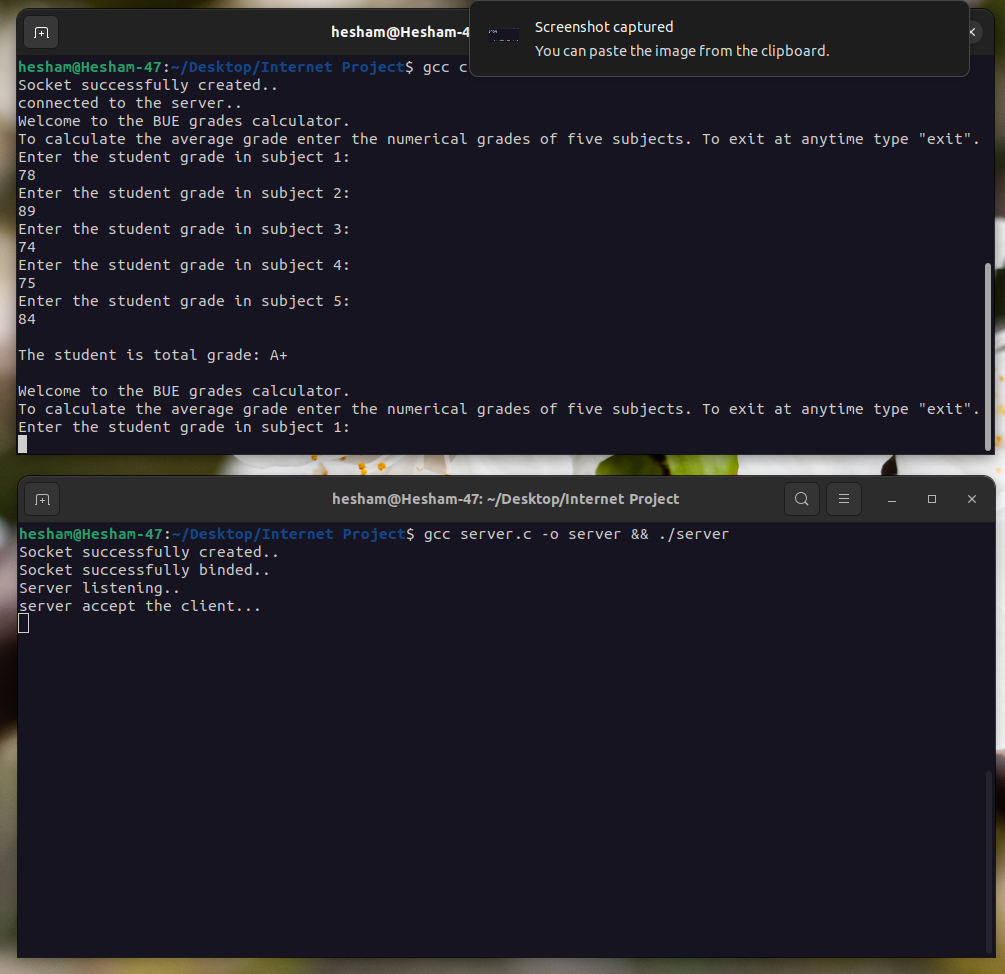 hesham@Hesham-4
Screenshot captured
You can paste the image from the clipboard.
hesham@Hesham-47:~/Desktop/Internet Project$ gcc c
Socket successfully created..
connected to the server..
Welcome to the BUE grades calculator.
To calculate the average grade enter the numerical grades of five subjects. To exit at anytime type "exit".
Enter the student grade in subject 1:
78
Enter the student grade in subject 2:
89
Enter the student grade in subject 3:
74
Enter the student grade in subject 4:
75
Enter the student grade in subject 5:
84
The student is total grade: A+
Welcome to the BUE grades calculator.
To calculate the average grade enter the numerical grades of five subjects. To exit at anytime type "exit".
Enter the student grade in subject 1:
hesham@Hesham-47: ~/Desktop/Internet Project
hesham@Hesham-47:~/Desktop/Internet Project$ gcc server.c -o server && ./server
Socket successfully created..
Socket successfully binded..
Server listening..
server accept the client...